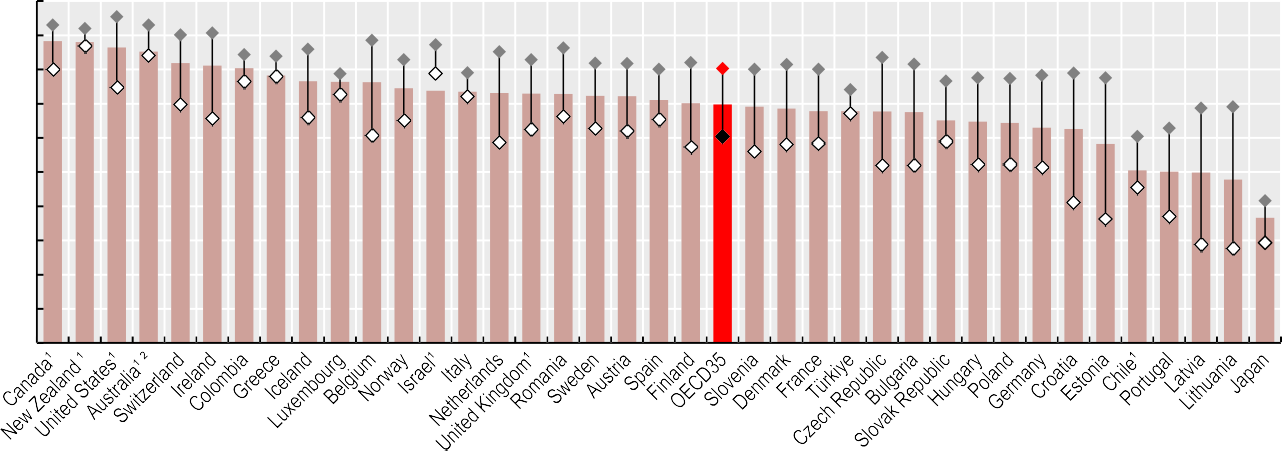 Canada¹
New Zealand ¹
United States¹
Australia¹ ²
Switzerland
Ireland
Colombia
Greece
Iceland
Luxembourg
Belgium
Norway
Israel¹
Italy
Netherlands
United Kingdom¹
Romania
Sweden
Austria
Spain
Finland
OECD35
Slovenia
Denmark
France
Türkiye
Czech Republic
Bulgaria
Slovak Republic
Hungary
Poland
Germany
Croatia
Estonia
Chile¹
Portugal
Latvia
Lithuania
Japan